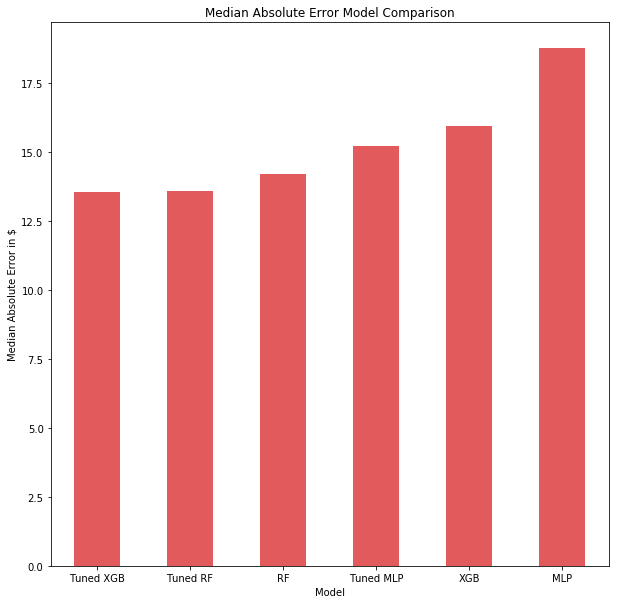 Median Absolute Error Model Comparison
Median Absolute Error in $
17.5
15.0
12.5
10.0
7.5
5.0
2.5
0.0
Tuned XGB Tuned RF RF Tuned MLP XGB MLP
Model